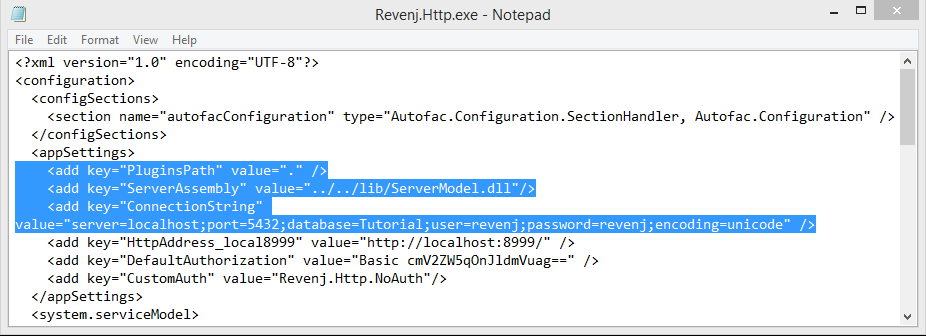 Revenj.Http.exe - Notepad
File Edit Format View Help
<?xml version="1.0" encoding="UTF-8"?>
<configuration>
<configSections>
<section name="autofacConfiguration" type="Autofac.Configuration.SectionHandler, Autofac.Configuration" />
</configSections>
<appSettings>
<add key="PluginsPath" value="." />
<add key="ServerAssembly" value="../../lib/ServerModel.dll"/>
<add key="ConnectionString"
value="server=localhost;port=5432;database=Tutorial;user=revenj;password=revenj;encoding=unicode" />
<add key="HttpAddress_local8999" value="http://localhost:8999/" />
<add key="DefaultAuthorization" value="Basic cmV2ZW5qOnJldmVuag==" />
<add key="CustomAuth" value="Revenj.Http.NoAuth"/>
</appSettings>
<system.serviceModel>